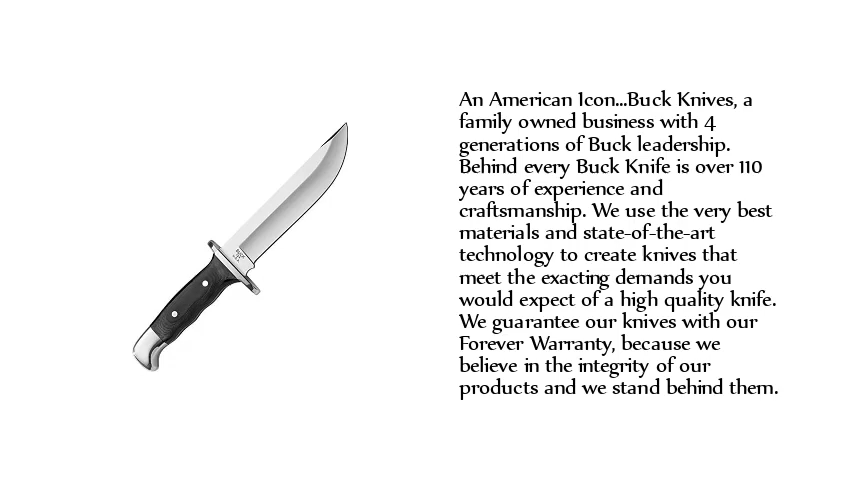 An American Icon...Buck Knives, a
family owned business with 4
generations of Buck leadership.
Behind every Buck Knife is over 110
years of experience and
craftsmanship. We use the very best
materials and state-of-the-art
technology to create knives that
meet the exacting demands you
would expect of a high quality knife.
We guarantee our knives with our
Forever Warranty, because we
believe in the integrity of our
products and we stand behind them.